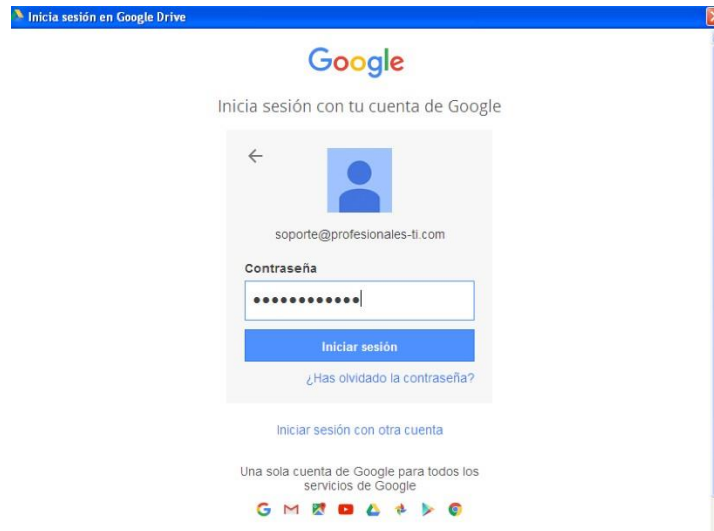 Inicia sesión en Google Drive
Google
Inicia sesión con tu cuenta de Google
soporte@profesionales-ti.com
Contraseña
Iniciar sesión
¿Has olvidado la contraseña?
Iniciar sesión con otra cuenta
Una sola cuenta de Google para todos los
servicios de Google